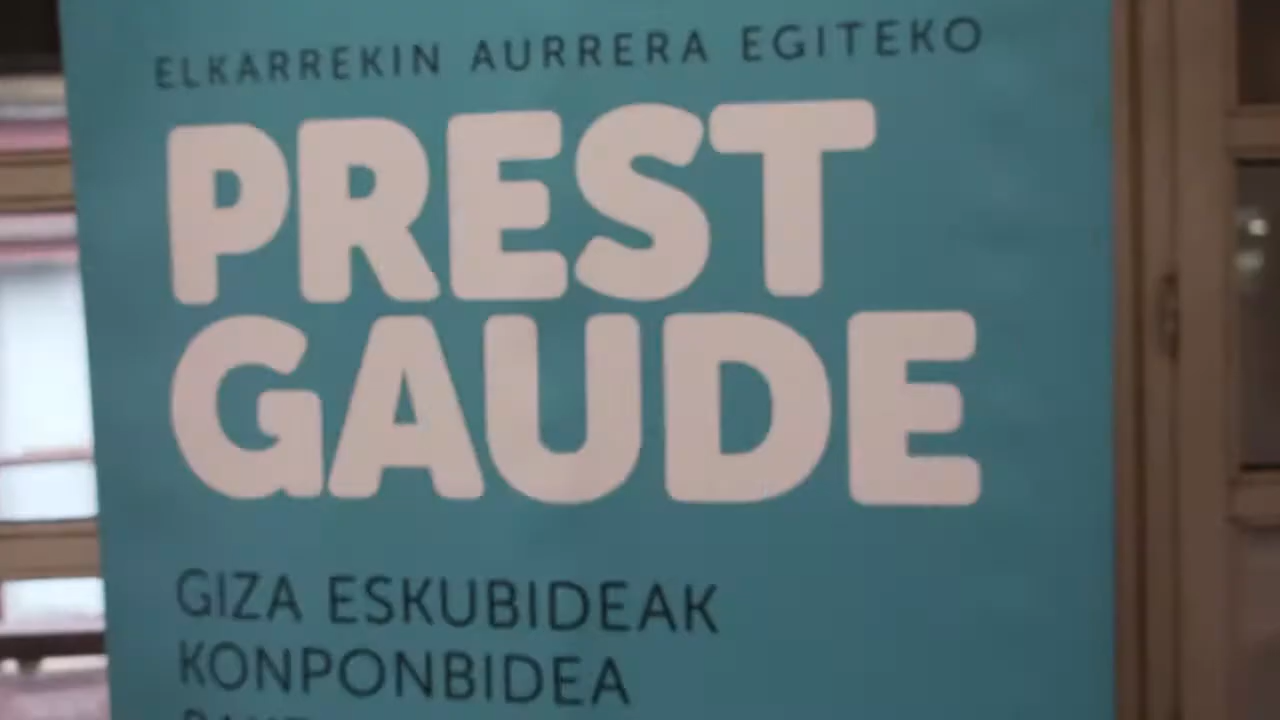 ELKARREKIN AURRERA EGITEKO
PREST
GAUDE
GIZA ESKUBIDEAK
KONPONBIDEA